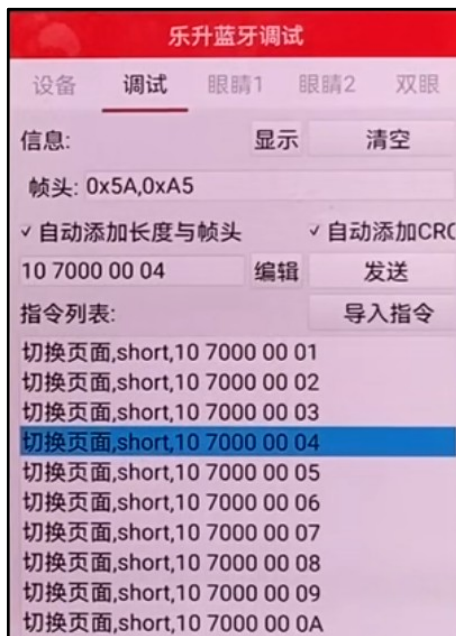 乐升蓝牙调试
设备 调试 眼睛1 眼睛2 双眼
信息: 显示 清空
帧头: 0x5A,0xA5
自动添加长度与帧头 自动添加CRC
10 7000 00 04 编辑 发送
指令列表: 导入指令
切换页面,short,10 7000 00 01
切换页面,short,10 7000 00 02
切换页面,short,10 7000 00 03
切换页面,short,10 7000 00 04
切换页面,short,10 7000 00 05
切换页面,short,10 7000 00 06
切换页面,short,10 7000 00 07
切换页面,short,10 7000 00 08
切换页面,short,10 7000 00 09
切换页面,short,10 7000 00 0A